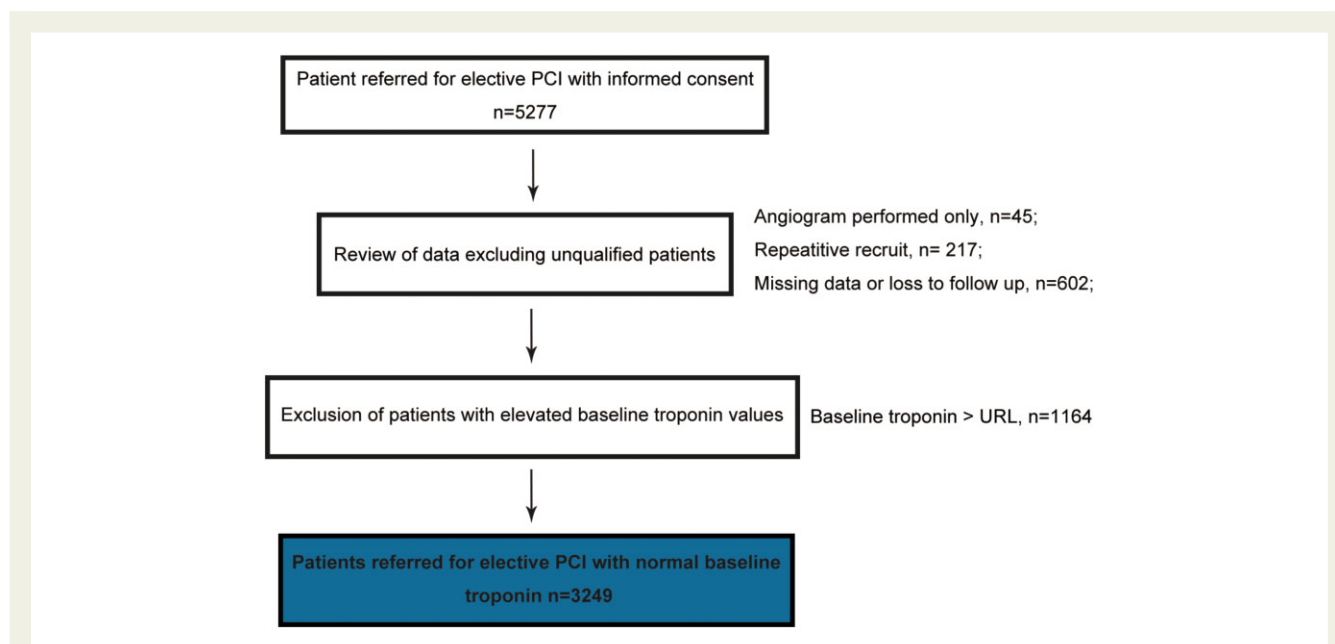 Patient referred for elective PCI with informed consent
n=5277
Angiogram performed only, n=45;
Review of data excluding unqualified patients
Repeatitive recruit, n= 217;
Missing data or loss to follow up, n=602;
Exclusion of patients with elevated baseline troponin values
Baseline troponin > URL, n=1164
Patients referred for elective PCI with normal baseline
troponin n=3249